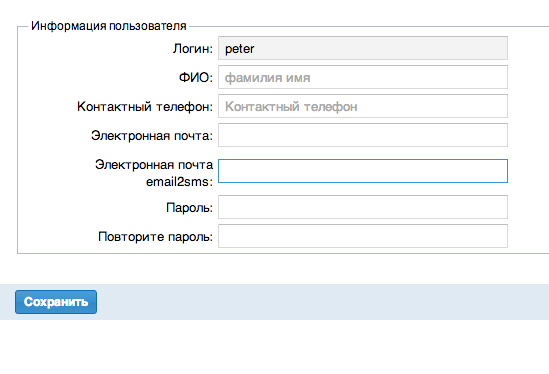 Информация пользователя
Логин: peter
ФИО: фамилия имя
Контактный телефон: Контактный телефон
Электронная почта:
Электронная почта
email2sms:
Пароль:
Повторите пароль:
Сохранить